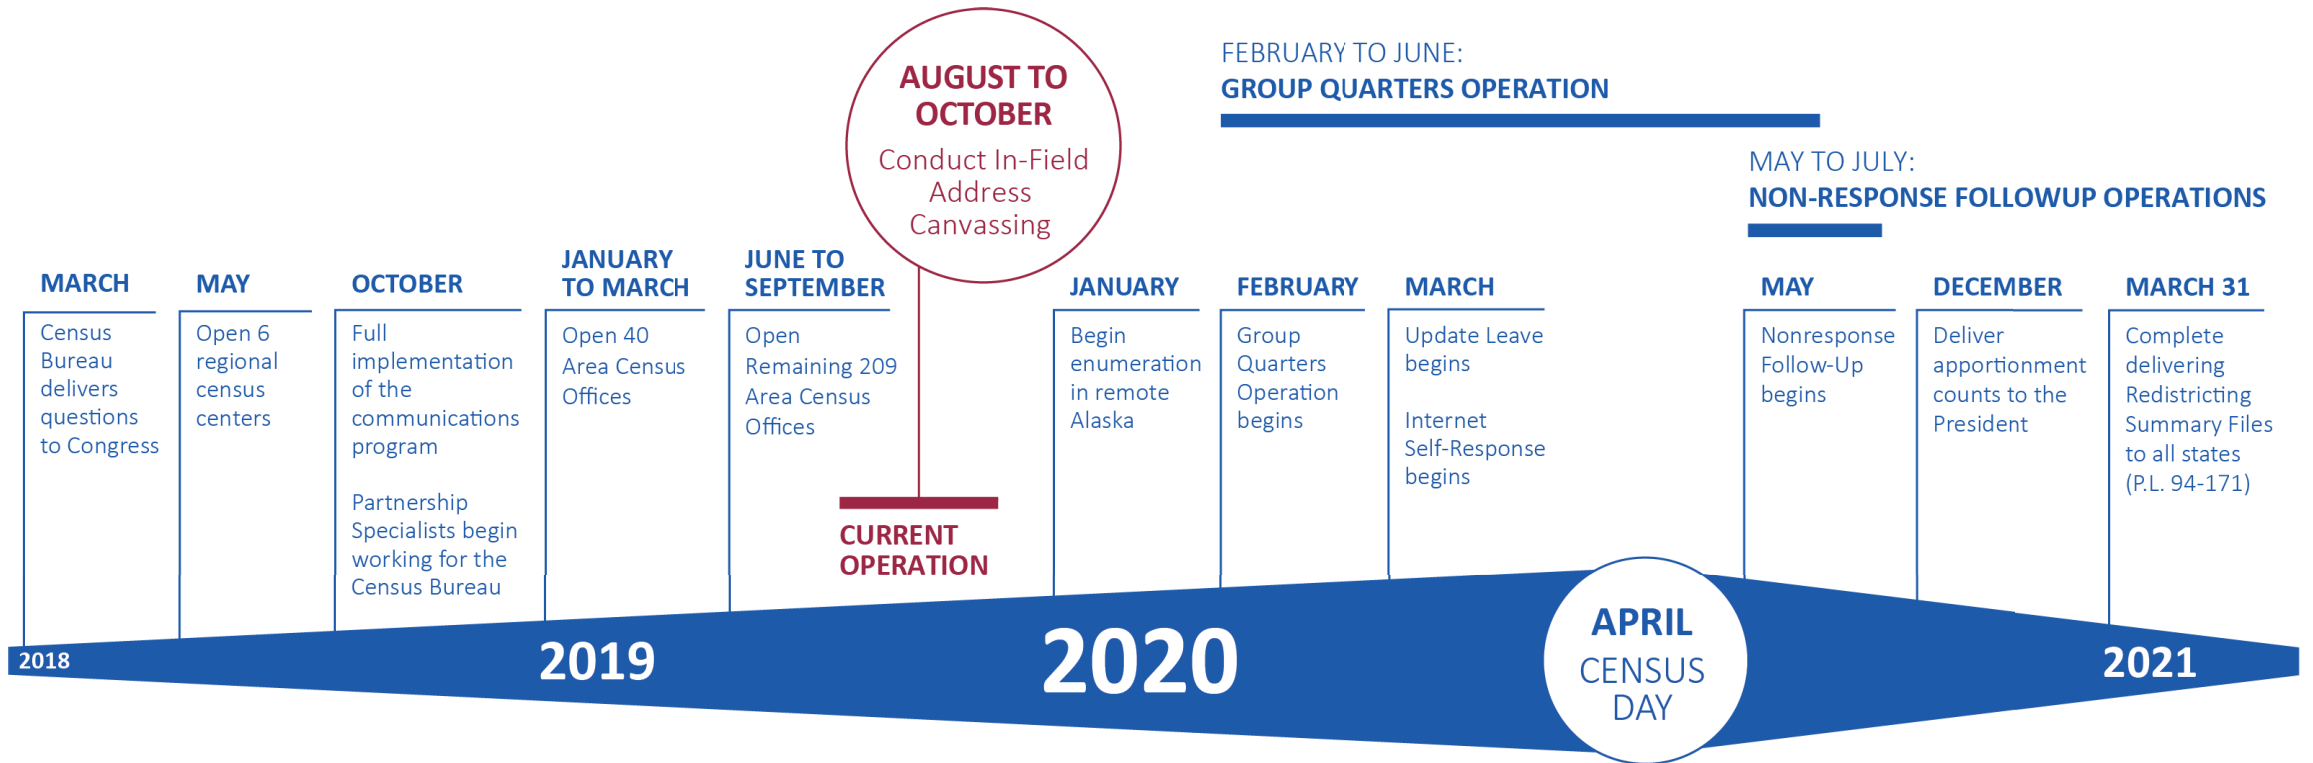 AUGUST TO
OCTOBER
Conduct In-Field
Address
Canvassing
FEBRUARY TO JUNE:
GROUP QUARTERS OPERATION
MAY TO JULY:
NON-RESPONSE FOLLOWUP OPERATIONS
MARCH
Census
Bureau
delivers
questions
to Congress
MAY
Open 6
regional
census
centers
OCTOBER
Full
implementation
of the
communications
program
Partnership
Specialists begin
working for the
Census Bureau
JANUARY
TO MARCH
Open 40
Area Census
Offices
JUNE TO
SEPTEMBER
Open
Remaining 209
Area Census
Offices
CURRENT
OPERATION
JANUARY
Begin
enumeration
in remote
Alaska
FEBRUARY
Group
Quarters
Operation
begins
MARCH
Update Leave
begins
Internet
Self-Response
begins
MAY
Nonresponse
Follow-Up
begins
DECEMBER
Deliver
apportionment
counts to the
President
MARCH 31
Complete
delivering
Redistricting
Summary Files
to all states
(P.L. 94-171)
2018
2019
2020
APRIL
CENSUS
DAY
2021